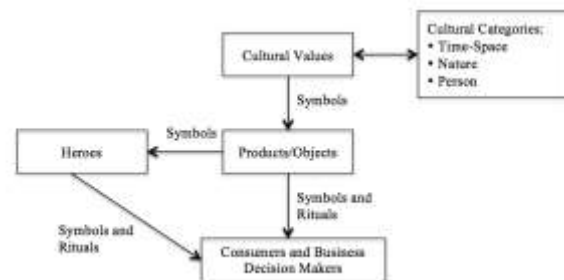 Cultural Categories:
• Time-Space
• Nature
• Person
Cultural Values
Symbols
Symbols
Heroes
Products/Objects
Symbols and
Rituals
Symbols and
Rituals
Consumers and Business
Decision Makers